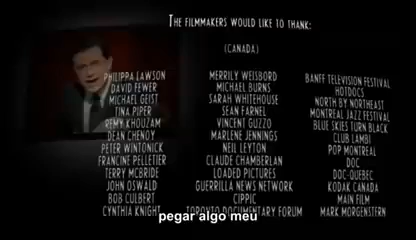 THE FILMMAKERS WOULD LIKE TO THANK:
(CANADA)
PHILIPPA LAWSON
DAVID FEWER
MICHAEL GEIST
TINA PIPER
REMY KHOUZAM
DEAN CHENOY
PETER WINTONICK
FRANCINE PELLETIER
TERRY MCBRIDE
JOHN OSWALD
BOB CULBERT
CYNTHIA KNIGHT
MERRILY WEISBORD
MICHAEL BURNS
SARAH WHITEHOUSE
SEAN FARNEL
VINCENT GUZZO
MARLENE JENNINGS
NEIL LEYTON
CLAUDE CHAMBERLAN
LOADED PICTURES
GUERRILLA NEWS NETWORK
CIPPIC
TORONTO DOCUMENTARY FORUM
BANFF TELEVISION FESTIVAL
HOTDOCS
NORTH BY NORTHEAST
MONTREAL JAZZ FESTIVAL
BLUE SKIES TURN BLACK
CLUB LAMBI
POP MONTREAL
DOC
DOC-QUEBEC
KODAK CANADA
MAIN FILM
MARK MORGENSTERN
pegar algo meu